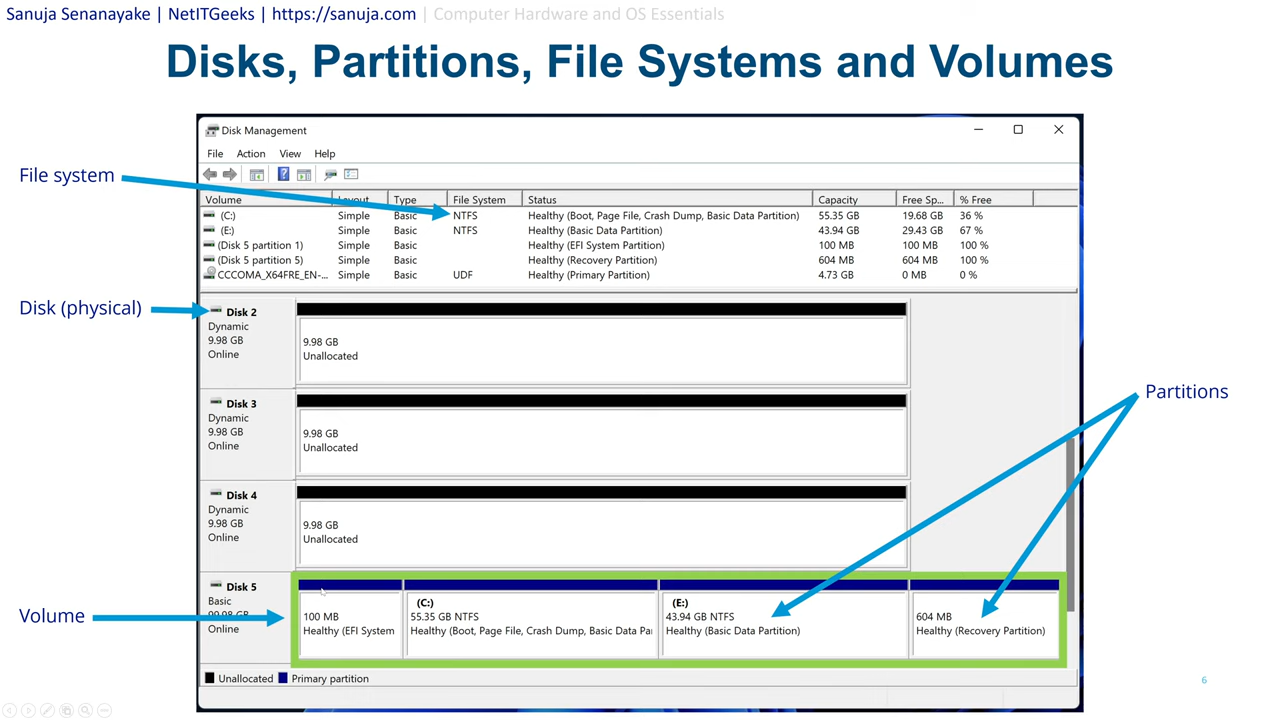 Sanuja Senanayake | NetITGeeks | https://sanuja.com | Computer Hardware and OS Essentials
Disks, Partitions, File Systems and Volumes
Disk Management
File Action View Help
File system
Volume Layout Type File System Status Capacity Free Sp... % Free
(C:) Simple Basic NTFS Healthy (Boot, Page File, Crash Dump, Basic Data Partition) 55.35 GB 19.68 GB 36 %
(E:) Simple Basic NTFS Healthy (Basic Data Partition) 43.94 GB 29.43 GB 67 %
(Disk 5 partition 1) Simple Basic Healthy (EFI System Partition) 100 MB 100 MB 100 %
(Disk 5 partition 5) Simple Basic Healthy (Recovery Partition) 604 MB 604 MB 100 %
CCCOMA_X64FRE_EN-... Simple Basic UDF Healthy (Primary Partition) 4.73 GB 0 MB 0 %
Disk (physical)
Disk 2
Dynamic
9.98 GB
Online
9.98 GB
Unallocated
Disk 3
Dynamic
9.98 GB
Online
9.98 GB
Unallocated
Partitions
Disk 4
Dynamic
9.98 GB
Online
9.98 GB
Unallocated
Volume
Disk 5
Basic
99.98 GB
Online
100 MB
Healthy (EFI System
(C:)
55.35 GB NTFS
Healthy (Boot, Page File, Crash Dump, Basic Da Pa
(E:)
43.94 GB NTFS
Healthy (Basic Data Partition)
604 MB
Healthy (Recovery Partition)
Unallocated Primary partition
6